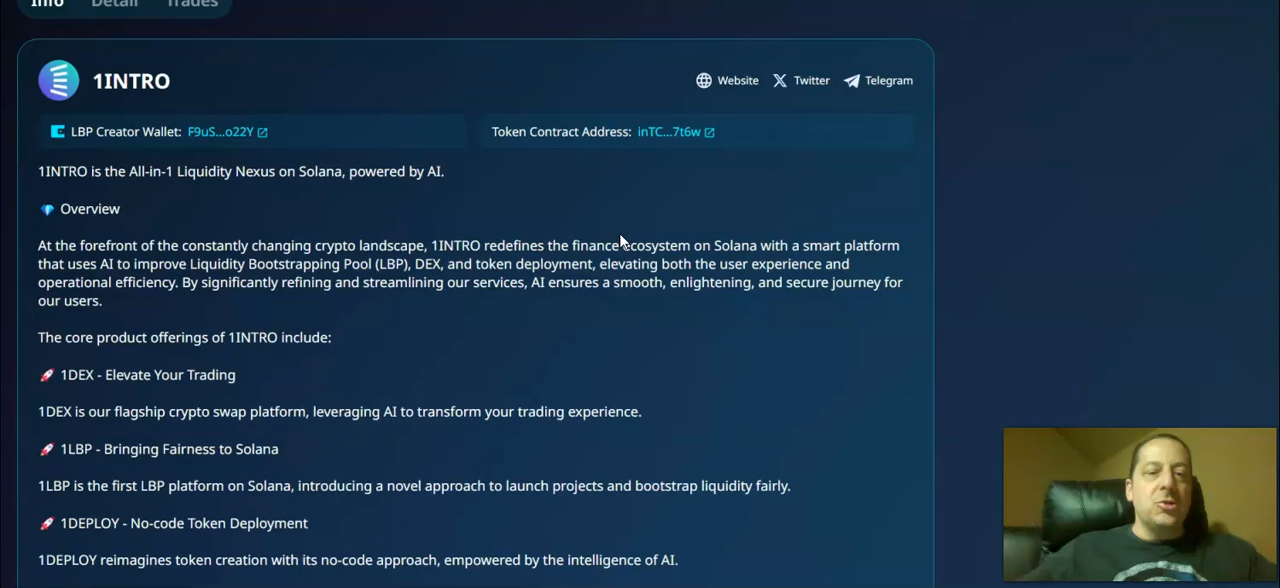 Info Detail Trades
1INTRO
Website Twitter Telegram
LBP Creator Wallet: F9uS...o22Y
Token Contract Address: inTC...7t6w
1INTRO is the All-in-1 Liquidity Nexus on Solana, powered by AI.
Overview
At the forefront of the constantly changing crypto landscape, 1INTRO redefines the finance ecosystem on Solana with a smart platform
that uses AI to improve Liquidity Bootstrapping Pool (LBP), DEX, and token deployment, elevating both the user experience and
operational efficiency. By significantly refining and streamlining our services, AI ensures a smooth, enlightening, and secure journey for
our users.
The core product offerings of 1INTRO include:
🚀 1DEX - Elevate Your Trading
1DEX is our flagship crypto swap platform, leveraging AI to transform your trading experience.
🚀 1LBP - Bringing Fairness to Solana
1LBP is the first LBP platform on Solana, introducing a novel approach to launch projects and bootstrap liquidity fairly.
🚀 1DEPLOY - No-code Token Deployment
1DEPLOY reimagines token creation with its no-code approach, empowered by the intelligence of AI.